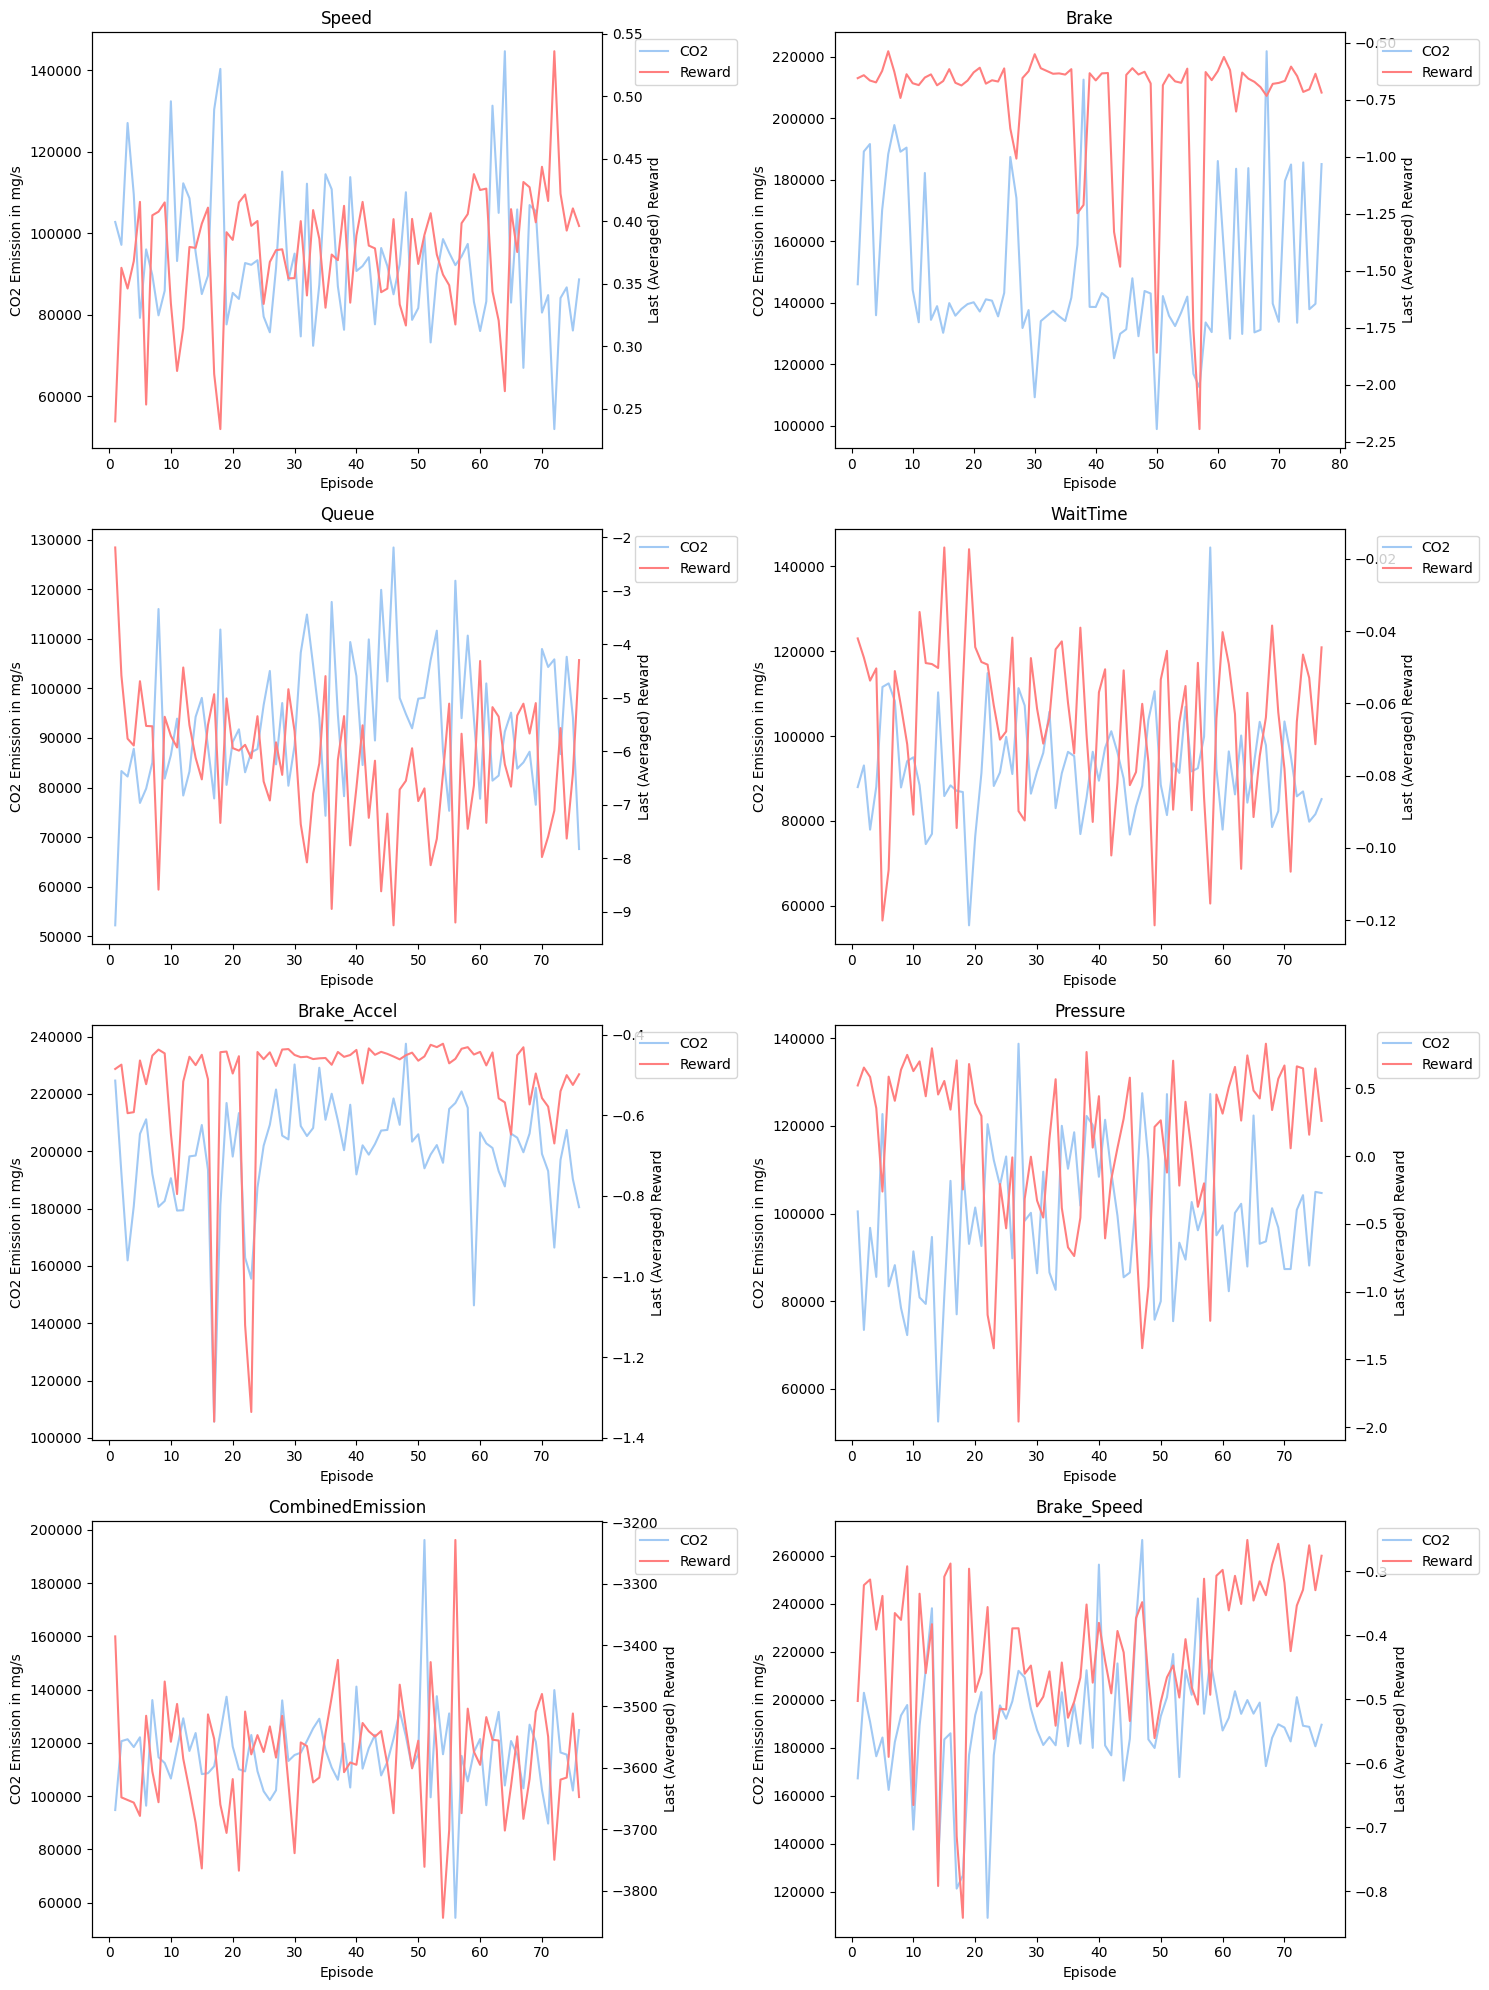 Speed
CO2
Reward
CO2 Emission in mg/s
140000
120000
100000
80000
60000
0.55
0.50
0.45
0.40
0.35
0.30
0.25
Last (Averaged) Reward
0 10 20 30 40 50 60 70
Episode
Brake
CO2
Reward
CO2 Emission in mg/s
220000
200000
180000
160000
140000
120000
100000
−0.50
−0.75
−1.00
−1.25
−1.50
−1.75
−2.00
−2.25
Last (Averaged) Reward
0 10 20 30 40 50 60 70 80
Episode
Queue
CO2
Reward
CO2 Emission in mg/s
130000
120000
110000
100000
90000
80000
70000
60000
50000
−2
−3
−4
−5
−6
−7
−8
−9
Last (Averaged) Reward
0 10 20 30 40 50 60 70
Episode
WaitTime
CO2
Reward
CO2 Emission in mg/s
140000
120000
100000
80000
60000
−0.02
−0.04
−0.06
−0.08
−0.10
−0.12
Last (Averaged) Reward
0 10 20 30 40 50 60 70
Episode
Brake_Accel
CO2
Reward
CO2 Emission in mg/s
240000
220000
200000
180000
160000
140000
120000
100000
−0.4
−0.6
−0.8
−1.0
−1.2
−1.4
Last (Averaged) Reward
0 10 20 30 40 50 60 70
Episode
Pressure
CO2
Reward
CO2 Emission in mg/s
140000
120000
100000
80000
60000
0.5
0.0
−0.5
−1.0
−1.5
−2.0
Last (Averaged) Reward
0 10 20 30 40 50 60 70
Episode
CombinedEmission
CO2
Reward
CO2 Emission in mg/s
200000
180000
160000
140000
120000
100000
80000
60000
−3200
−3300
−3400
−3500
−3600
−3700
−3800
Last (Averaged) Reward
0 10 20 30 40 50 60 70
Episode
Brake_Speed
CO2
Reward
CO2 Emission in mg/s
260000
240000
220000
200000
180000
160000
140000
120000
−0.3
−0.4
−0.5
−0.6
−0.7
−0.8
Last (Averaged) Reward
0 10 20 30 40 50 60 70
Episode